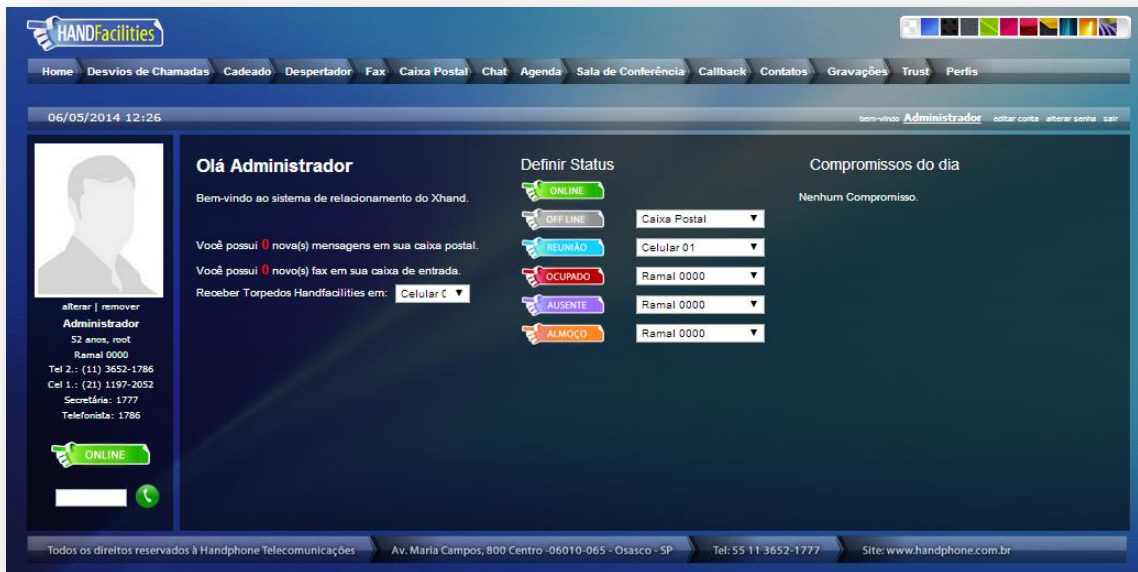 HANDFacilities
Home Desvios de Chamadas Cadeado Despertador Fax Caixa Postal Chat Agenda Sala de Conferência Callback Contatos Gravações Trust Perfis
06/05/2014 12:26
bem-vindo Administrador editar conta alterar senha sair
alterar | remover
Administrador
52 anos, root
Ramal 0000
Tel 2.: (11) 3652-1786
Cel 1.: (21) 1197-2052
Secretária: 1777
Telefonista: 1786
ONLINE
Olá Administrador
Bem-vindo ao sistema de relacionamento do Xhand.
Você possui 0 nova(s) mensagens em sua caixa postal.
Você possui 0 novo(s) fax em sua caixa de entrada.
Receber Torpedos Handfacilities em: Celular 0
Definir Status
ONLINE
OFF LINE Caixa Postal
REUNIÃO Celular 01
OCUPADO Ramal 0000
AUSENTE Ramal 0000
ALMOÇO Ramal 0000
Compromissos do dia
Nenhum Compromisso.
Todos os direitos reservados à Handphone Telecomunicações Av. Maria Campos, 800 Centro -06010-065 - Osasco - SP Tel: 55 11 3652-1777 Site: www.handphone.com.br